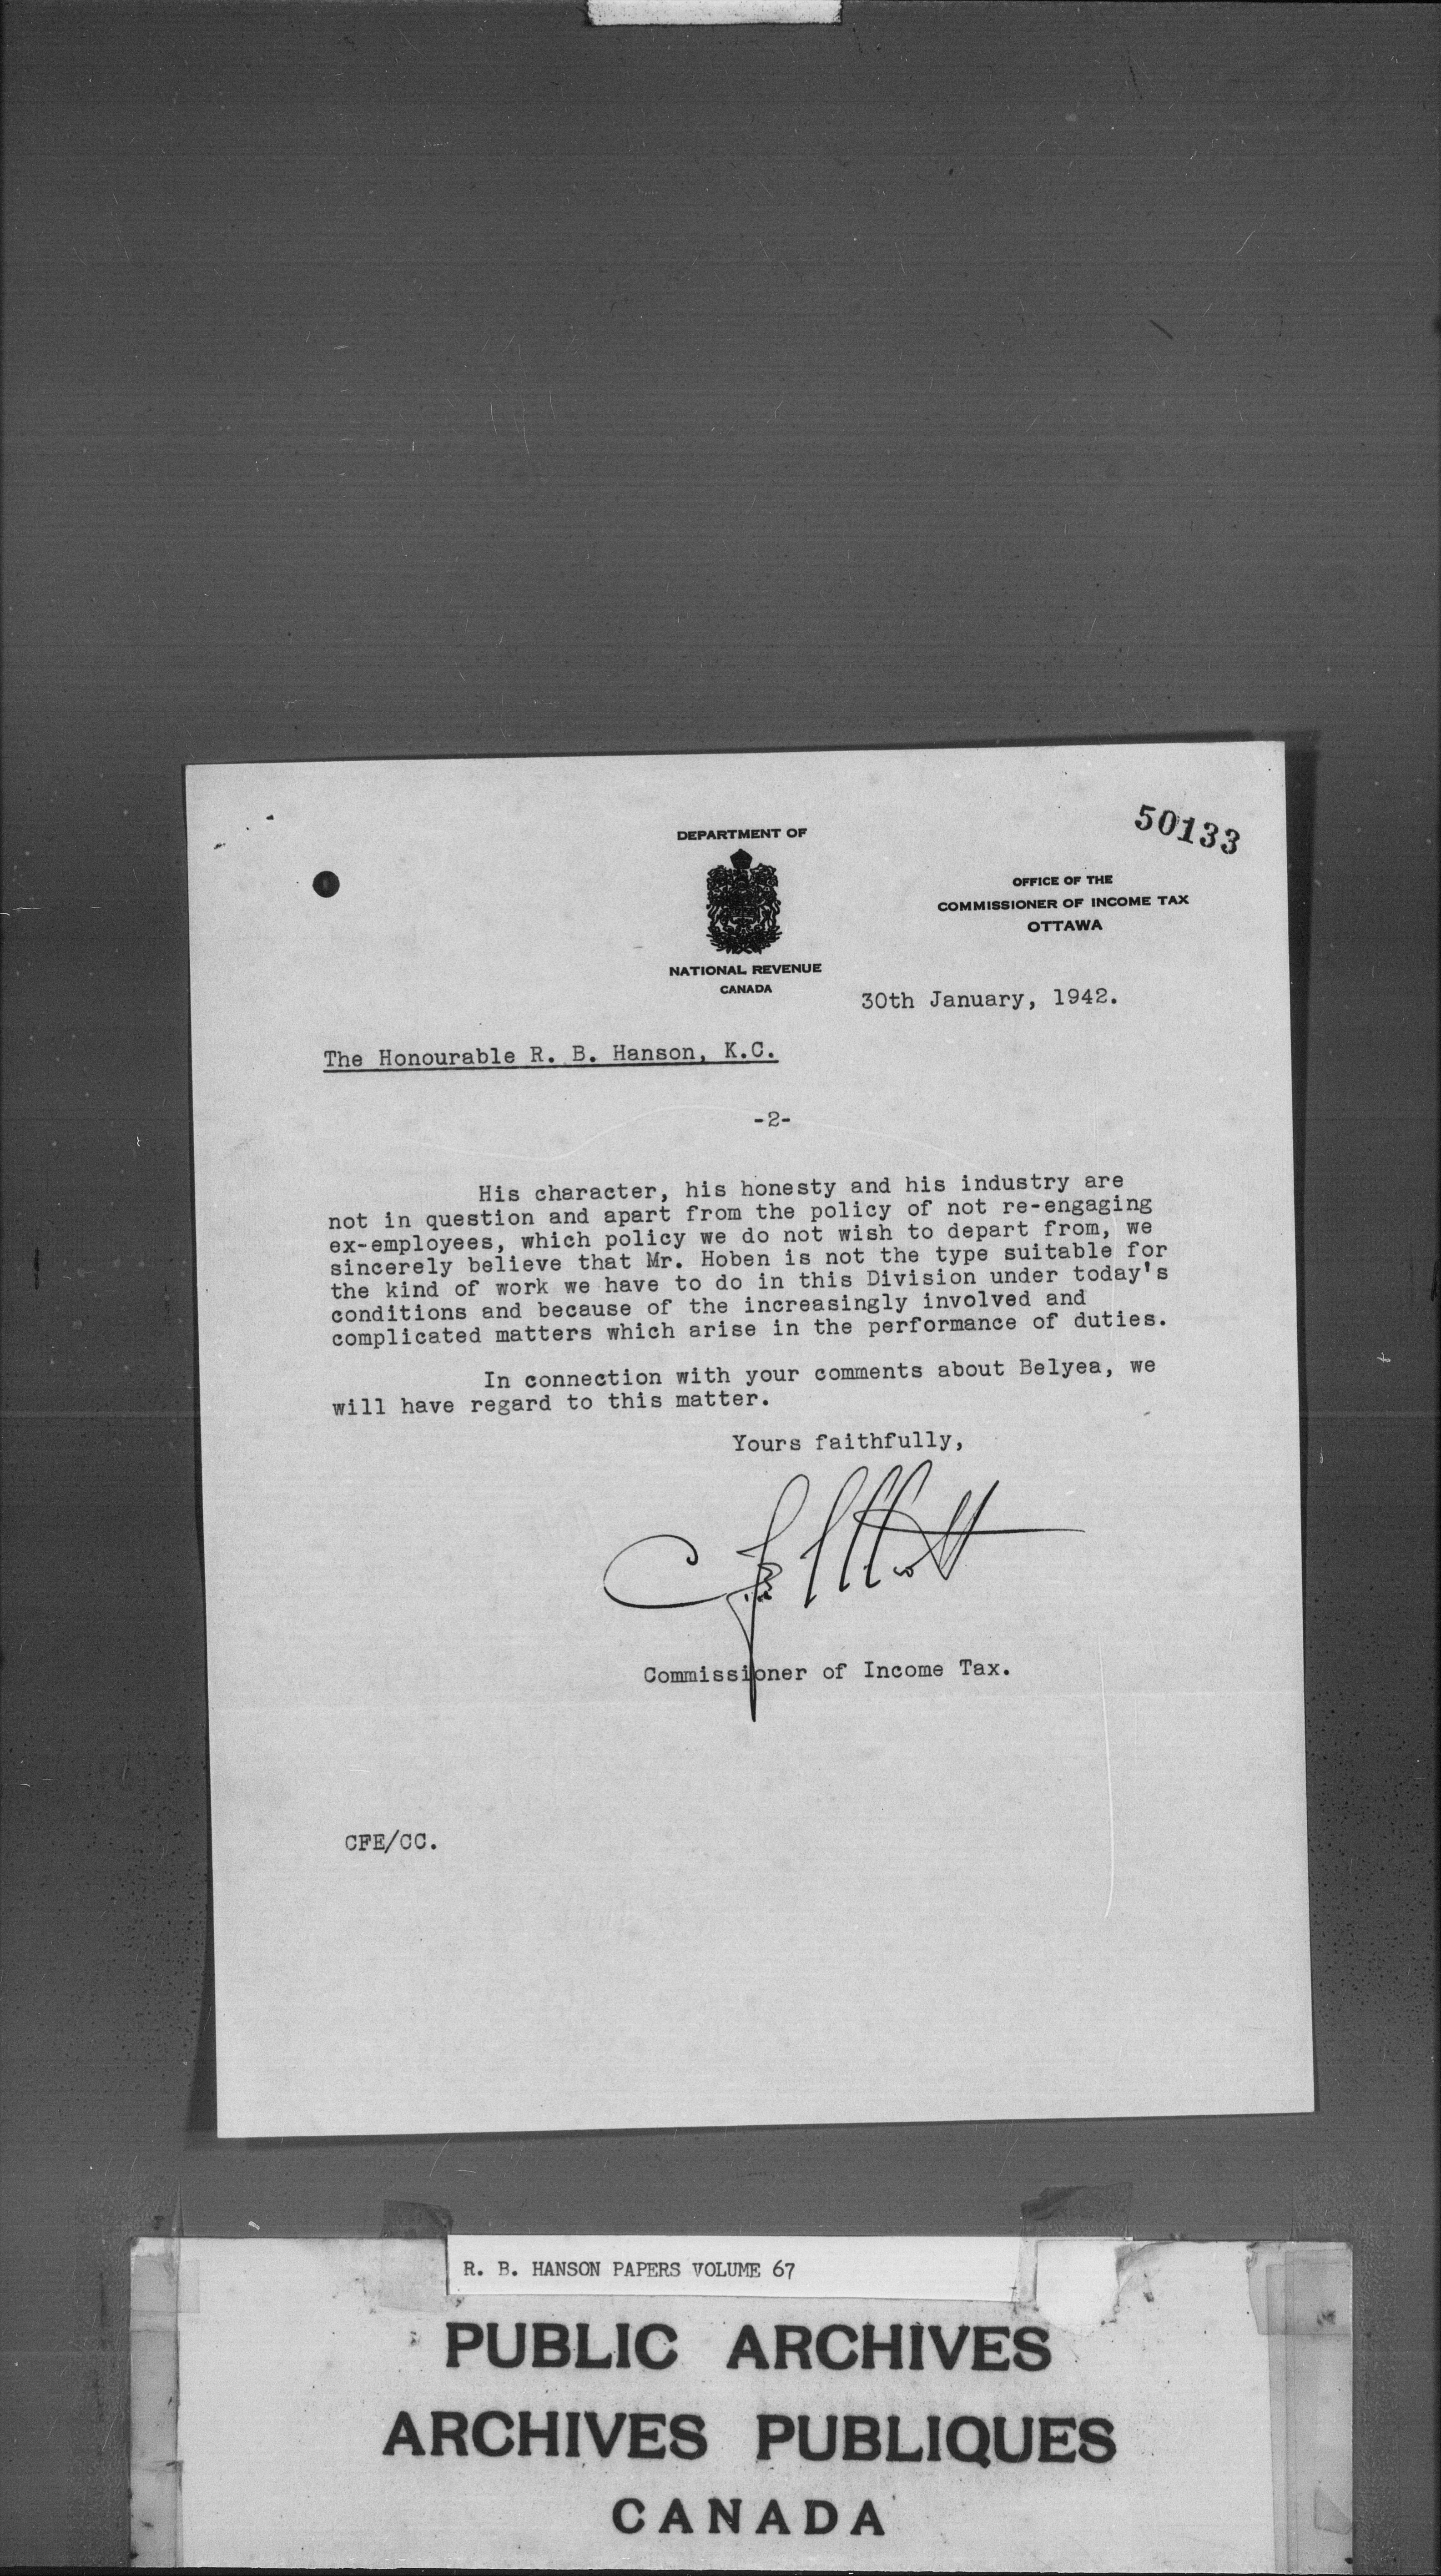 50133
DEPARTMENT OF
NATIONAL REVENUE
CANADA
OFFICE OF THE
COMMISSIONER OF INCOME TAX
OTTAWA
30th January, 1942.
The Honourable R. B. Hanson, K.C.
-2-
His character, his honesty and his industry are
not in question and apart from the policy of not re-engaging
ex-employees, which policy we do not wish to depart from, we
sincerely believe that Mr. Hoben is not the type suitable for
the kind of work we have to do in this Division under today's
conditions and because of the increasingly involved and
complicated matters which arise in the performance of duties.
In connection with your comments about Belyea, we
will have regard to this matter.
Yours faithfully,
C F Elliott
Commissioner of Income Tax.
CFE/CC.
R. B. HANSON PAPERS VOLUME 67
PUBLIC ARCHIVES
ARCHIVES PUBLIQUES
CANADA